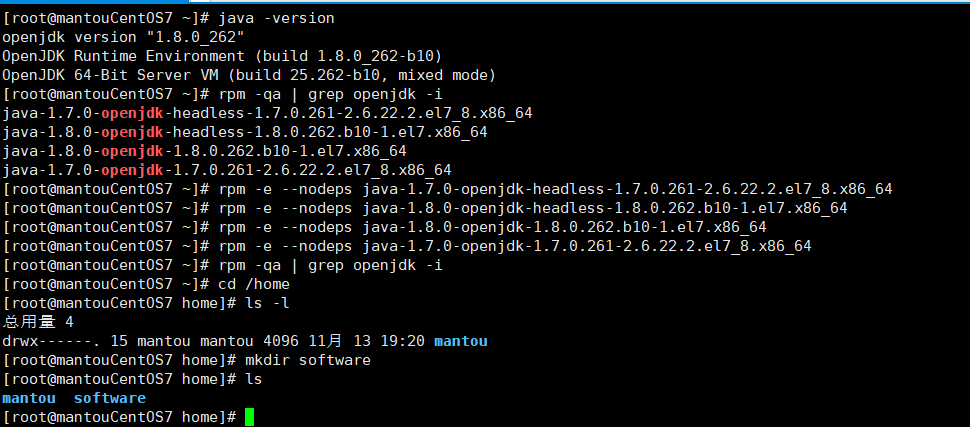 [root@mantouCentOS7 ~]# java -version
openjdk version "1.8.0_262"
OpenJDK Runtime Environment (build 1.8.0_262-b10)
OpenJDK 64-Bit Server VM (build 25.262-b10, mixed mode)
[root@mantouCentOS7 ~]# rpm -qa | grep openjdk -i
java-1.7.0-openjdk-headless-1.7.0.261-2.6.22.2.el7_8.x86_64
java-1.8.0-openjdk-headless-1.8.0.262.b10-1.el7.x86_64
java-1.8.0-openjdk-1.8.0.262.b10-1.el7.x86_64
java-1.7.0-openjdk-1.7.0.261-2.6.22.2.el7_8.x86_64
[root@mantouCentOS7 ~]# rpm -e --nodeps java-1.7.0-openjdk-headless-1.7.0.261-2.6.22.2.el7_8.x86_64
[root@mantouCentOS7 ~]# rpm -e --nodeps java-1.8.0-openjdk-headless-1.8.0.262.b10-1.el7.x86_64
[root@mantouCentOS7 ~]# rpm -e --nodeps java-1.8.0-openjdk-1.8.0.262.b10-1.el7.x86_64
[root@mantouCentOS7 ~]# rpm -e --nodeps java-1.7.0-openjdk-1.7.0.261-2.6.22.2.el7_8.x86_64
[root@mantouCentOS7 ~]# rpm -qa | grep openjdk -i
[root@mantouCentOS7 ~]# cd /home
[root@mantouCentOS7 home]# ls -l
总用量 4
drwx------. 15 mantou mantou 4096 11月 13 19:20 mantou
[root@mantouCentOS7 home]# mkdir software
[root@mantouCentOS7 home]# ls
mantou  software
[root@mantouCentOS7 home]#